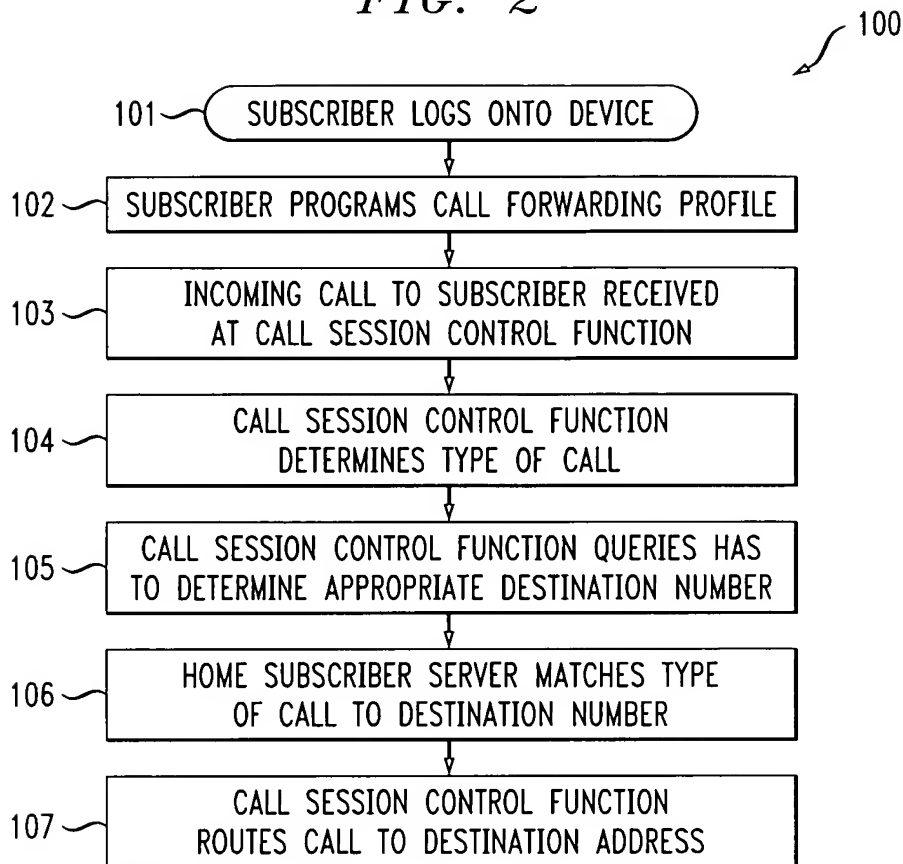 FIG. 2
100
101 SUBSCRIBER LOGS ONTO DEVICE
102 SUBSCRIBER PROGRAMS CALL FORWARDING PROFILE
103 INCOMING CALL TO SUBSCRIBER RECEIVED
AT CALL SESSION CONTROL FUNCTION
104 CALL SESSION CONTROL FUNCTION
DETERMINES TYPE OF CALL
105 CALL SESSION CONTROL FUNCTION QUERIES HAS
TO DETERMINE APPROPRIATE DESTINATION NUMBER
106 HOME SUBSCRIBER SERVER MATCHES TYPE
OF CALL TO DESTINATION NUMBER
107 CALL SESSION CONTROL FUNCTION
ROUTES CALL TO DESTINATION ADDRESS